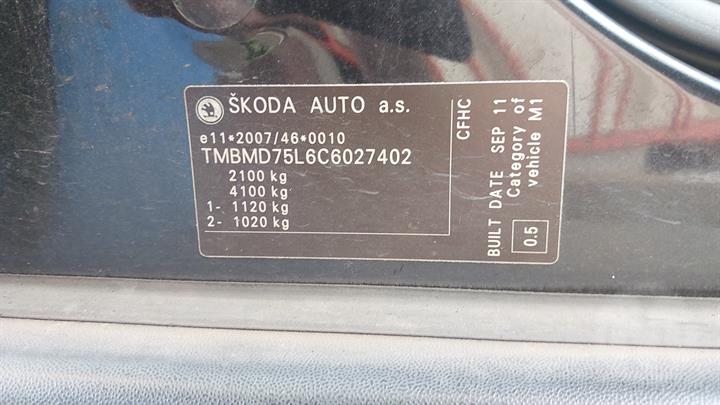 ŠKODA AUTO a.s.
e11*2007/46*0010
TMBMD75L6C6027402
2100 kg
4100 kg
1- 1120 kg
2- 1020 kg
CFHC
BUILT DATE SEP 11
Category of
vehicle M1
0.5